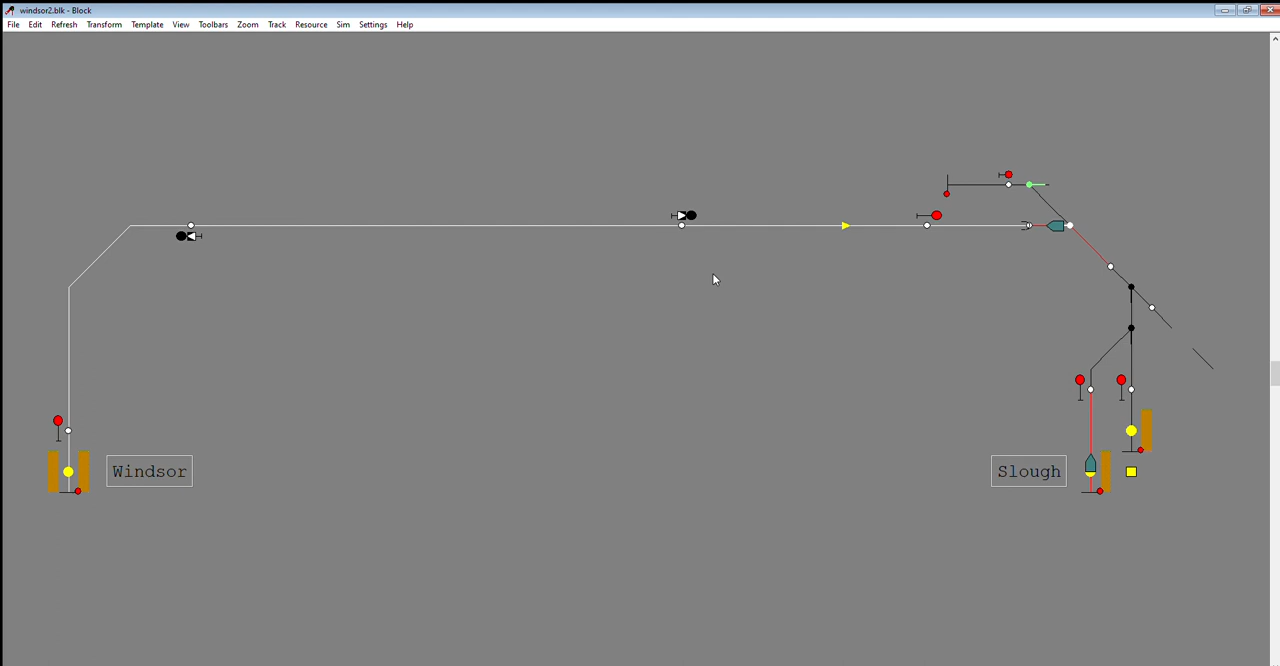 windsor2.blk - Block
File Edit Refresh Transform Template View Toolbars Zoom Track Resource Sim Settings Help
Windsor
Slough